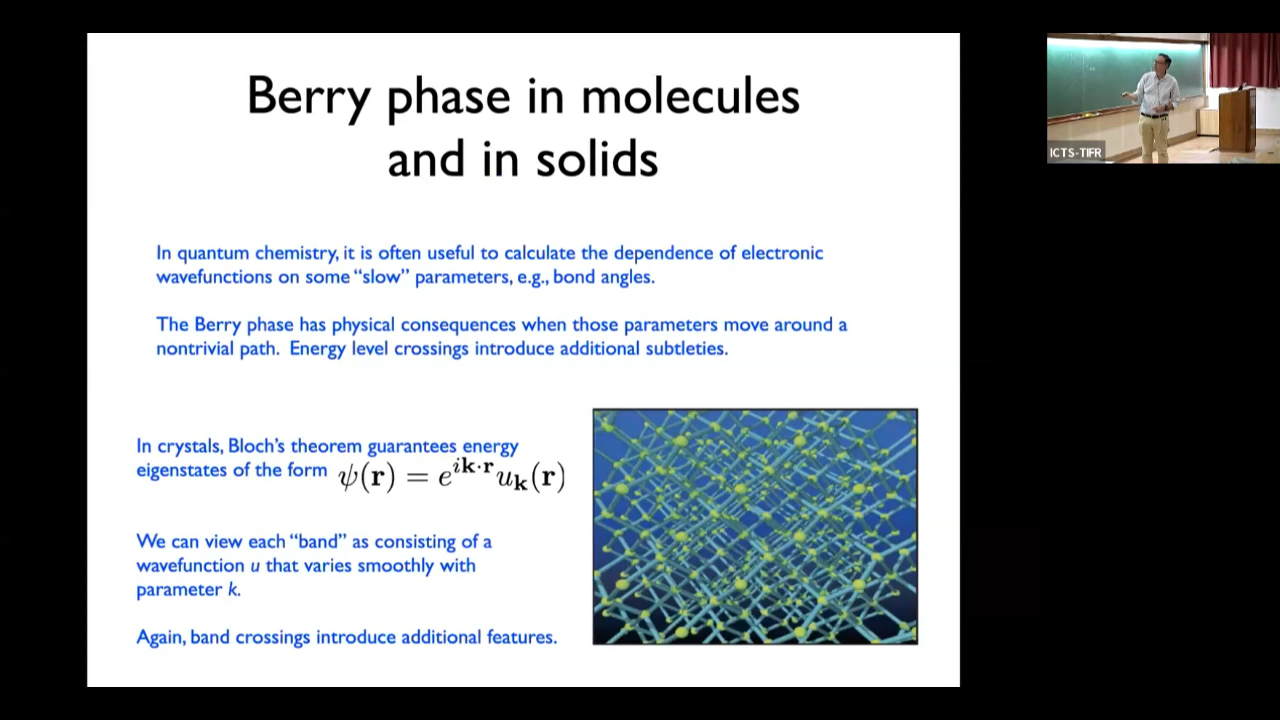 Berry phase in molecules
and in solids
In quantum chemistry, it is often useful to calculate the dependence of electronic
wavefunctions on some “slow” parameters, e.g., bond angles.
The Berry phase has physical consequences when those parameters move around a
nontrivial path. Energy level crossings introduce additional subtleties.
In crystals, Bloch’s theorem guarantees energy
eigenstates of the form ψ(𝐫) = e^{i𝐤·𝐫} u_𝐤(𝐫)
We can view each “band” as consisting of a
wavefunction u that varies smoothly with
parameter k.
Again, band crossings introduce additional features.
ICTS-TIFR